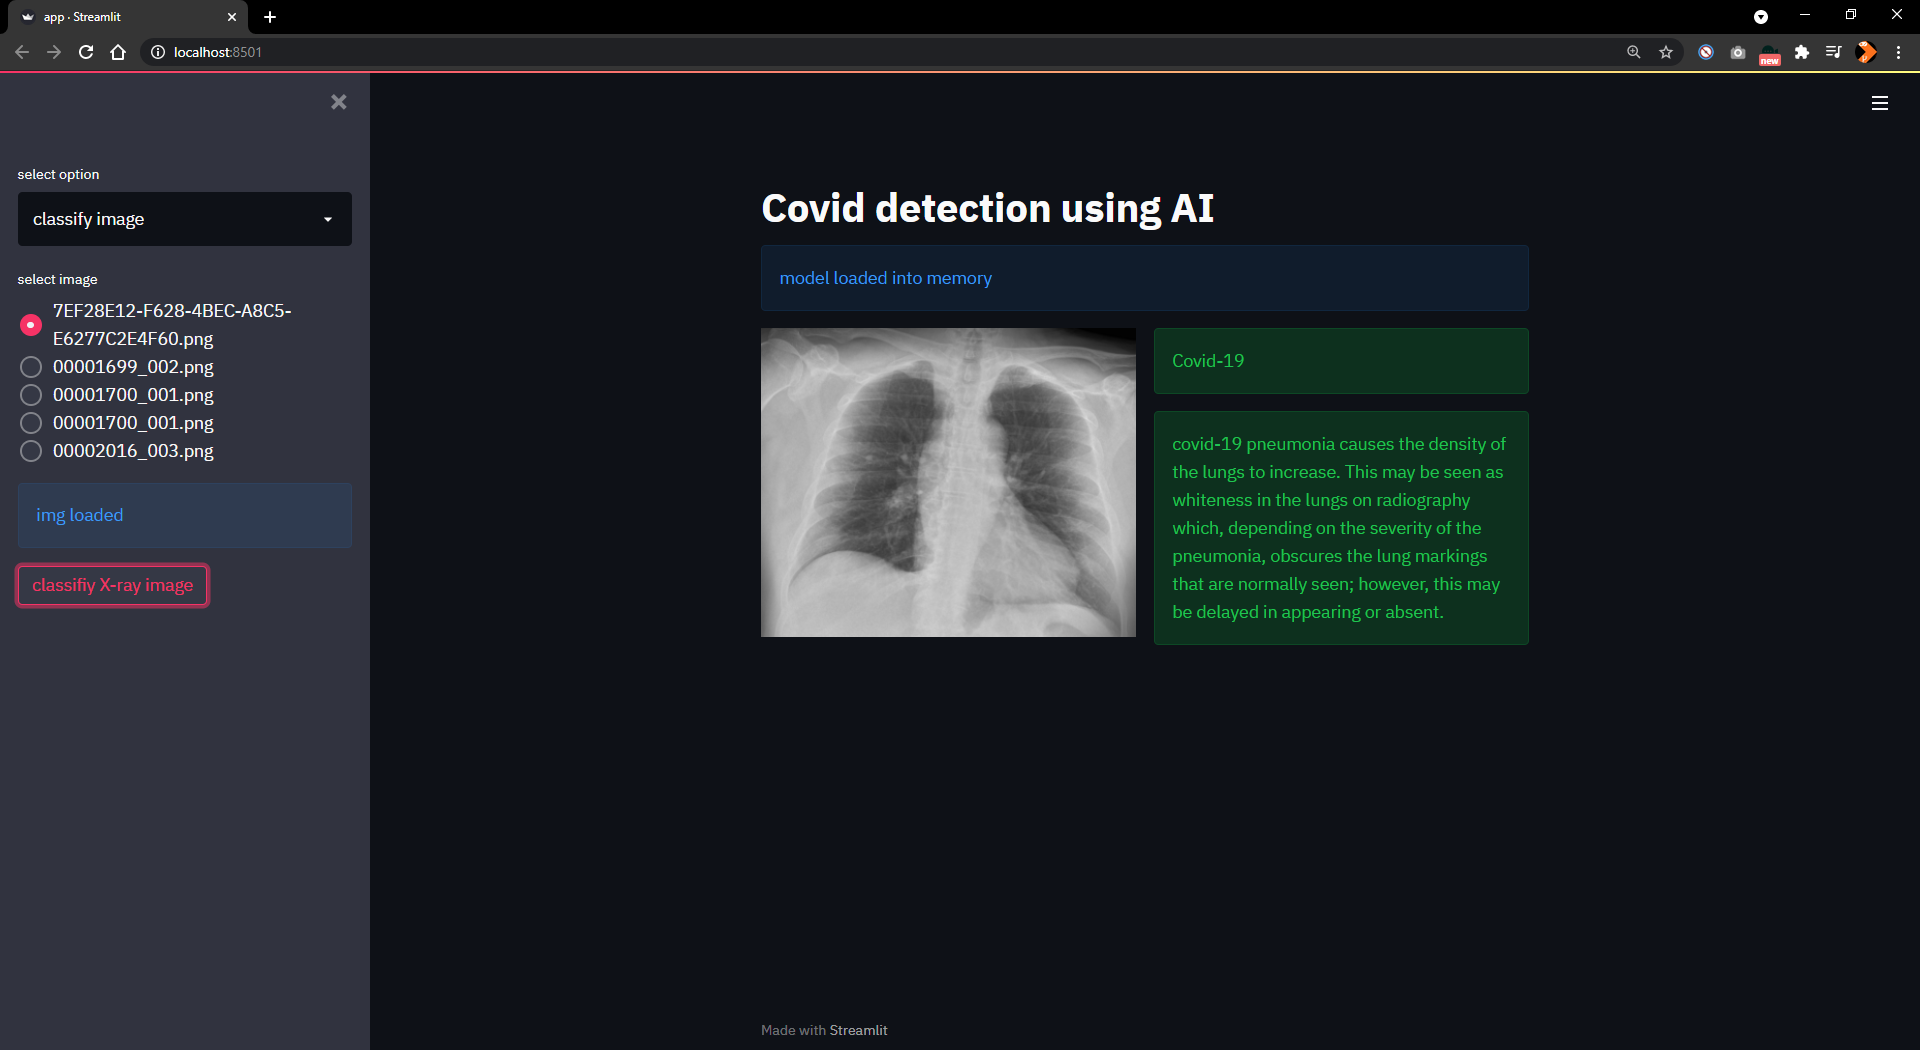 app · Streamlit
localhost:8501
new
select option
classify image
select image
7EF28E12-F628-4BEC-A8C5-
E6277C2E4F60.png
00001699_002.png
00001700_001.png
00001700_001.png
00002016_003.png
img loaded
classifiy X-ray image
Covid detection using AI
model loaded into memory
Covid-19
covid-19 pneumonia causes the density of
the lungs to increase. This may be seen as
whiteness in the lungs on radiography
which, depending on the severity of the
pneumonia, obscures the lung markings
that are normally seen; however, this may
be delayed in appearing or absent.
Made with Streamlit